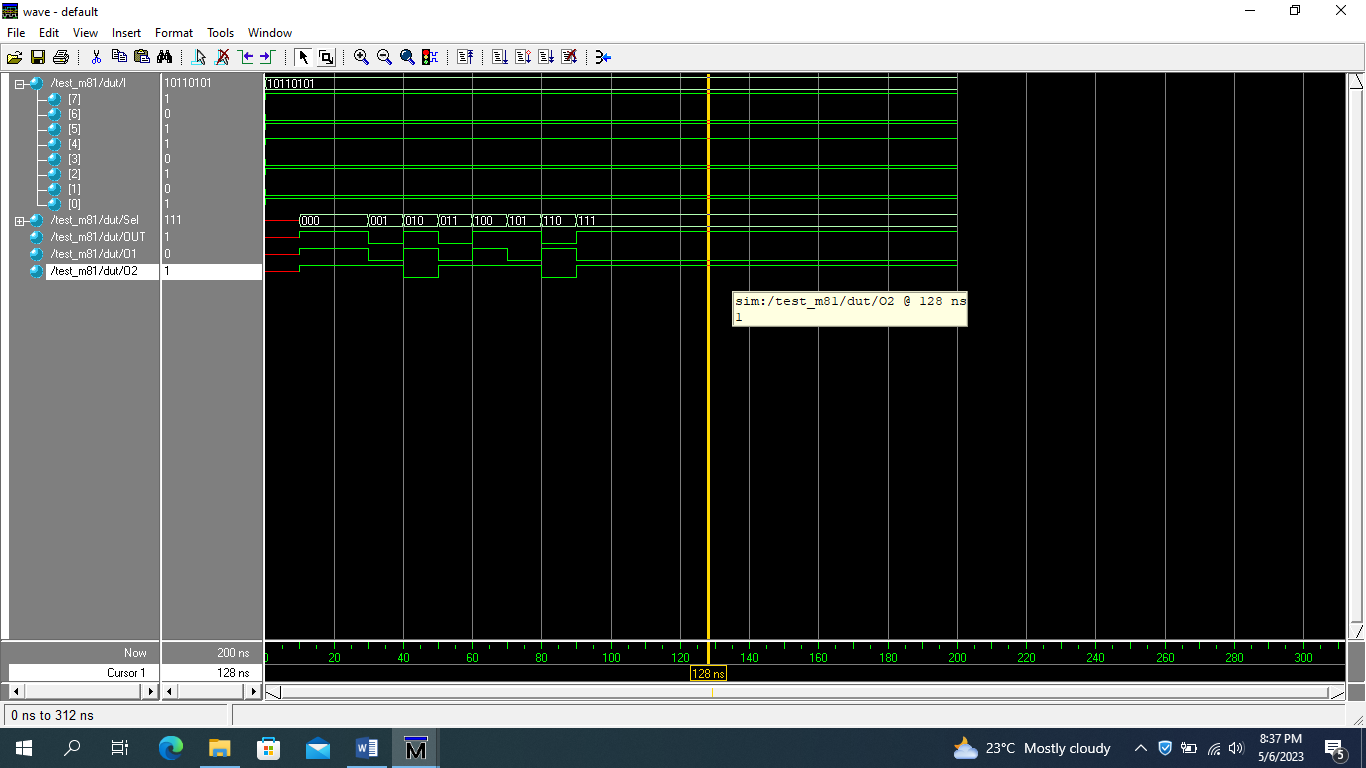 wave - default
File Edit View Insert Format Tools Window
/test_m81/dut/I 10110101 10110101
[7] 1
[6] 0
[5] 1
[4] 1
[3] 0
[2] 1
[1] 0
[0] 1
/test_m81/dut/Sel 111 000 001 010 011 100 101 110 111
/test_m81/dut/OUT 1
/test_m81/dut/O1 0
/test_m81/dut/O2 1
sim:/test_m81/dut/O2 @ 128 ns
1
Now 200 ns 20 40 60 80 100 120 140 160 180 200 220 240 260 280 300
Cursor 1 128 ns 128 ns
0 ns to 312 ns
23°C Mostly cloudy
8:37 PM
5/6/2023
5